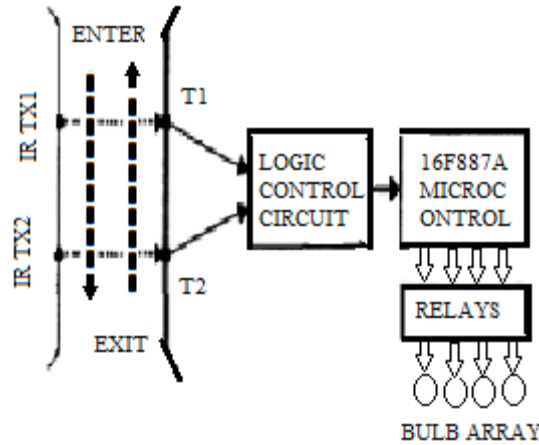 ENTER
IR TX1
T1
LOGIC
CONTROL
CIRCUIT
16F887A
MICROC
ONTROL
IR TX2
T2
EXIT
RELAYS
BULB ARRAY